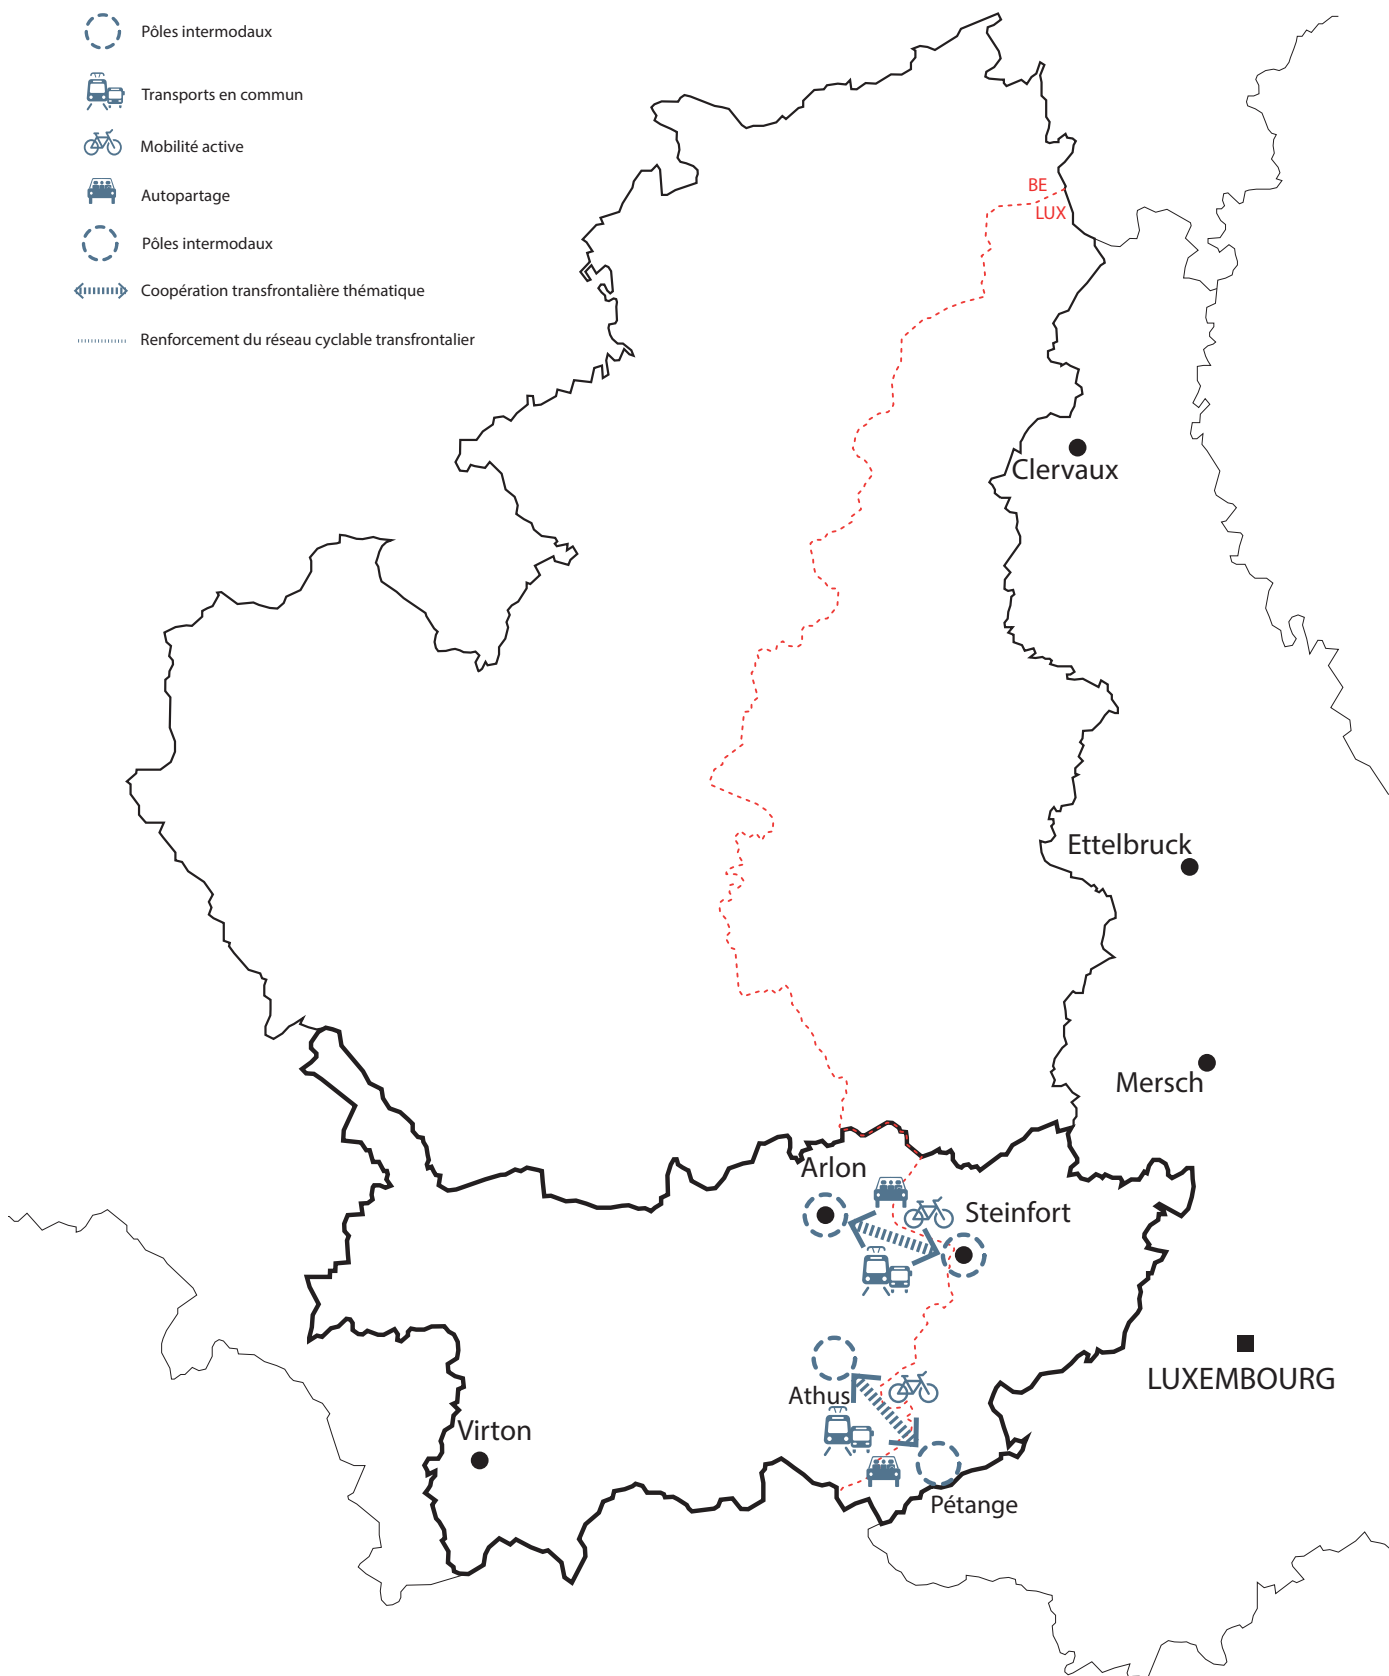 Pôles intermodaux
Transports en commun
Mobilité active
Autopartage
Pôles intermodaux
Coopération transfrontalière thématique
Renforcement du réseau cyclable transfrontalier
BE
LUX
Clervaux
Ettelbruck
Mersch
Arlon
Steinfort
LUXEMBOURG
Athus
Virton
Pétange